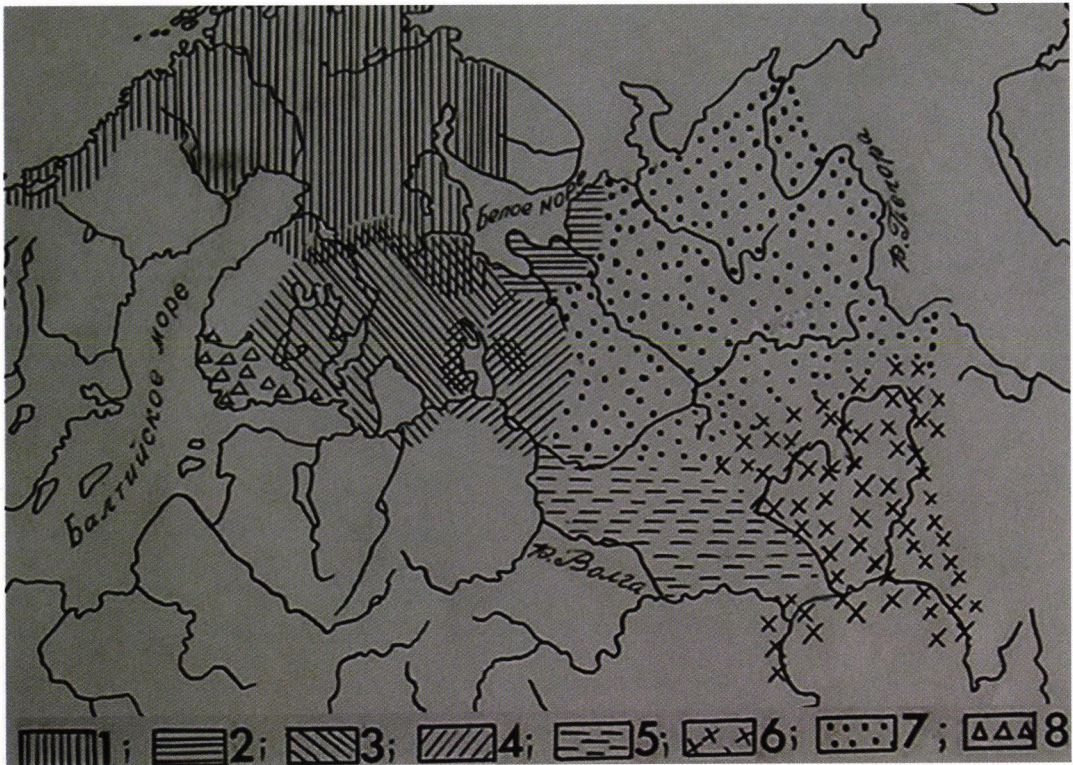 Белое море
р. Печора
Балтийское море
р. Волга
1; 2; 3; 4; 5; 6; 7; 8